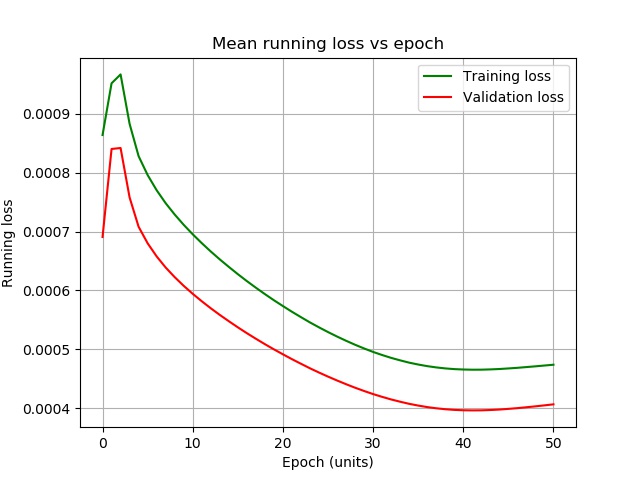 Mean running loss vs epoch
Training loss
Validation loss
Running loss
0.0009
0.0008
0.0007
0.0006
0.0005
0.0004
0 10 20 30 40 50
Epoch (units)